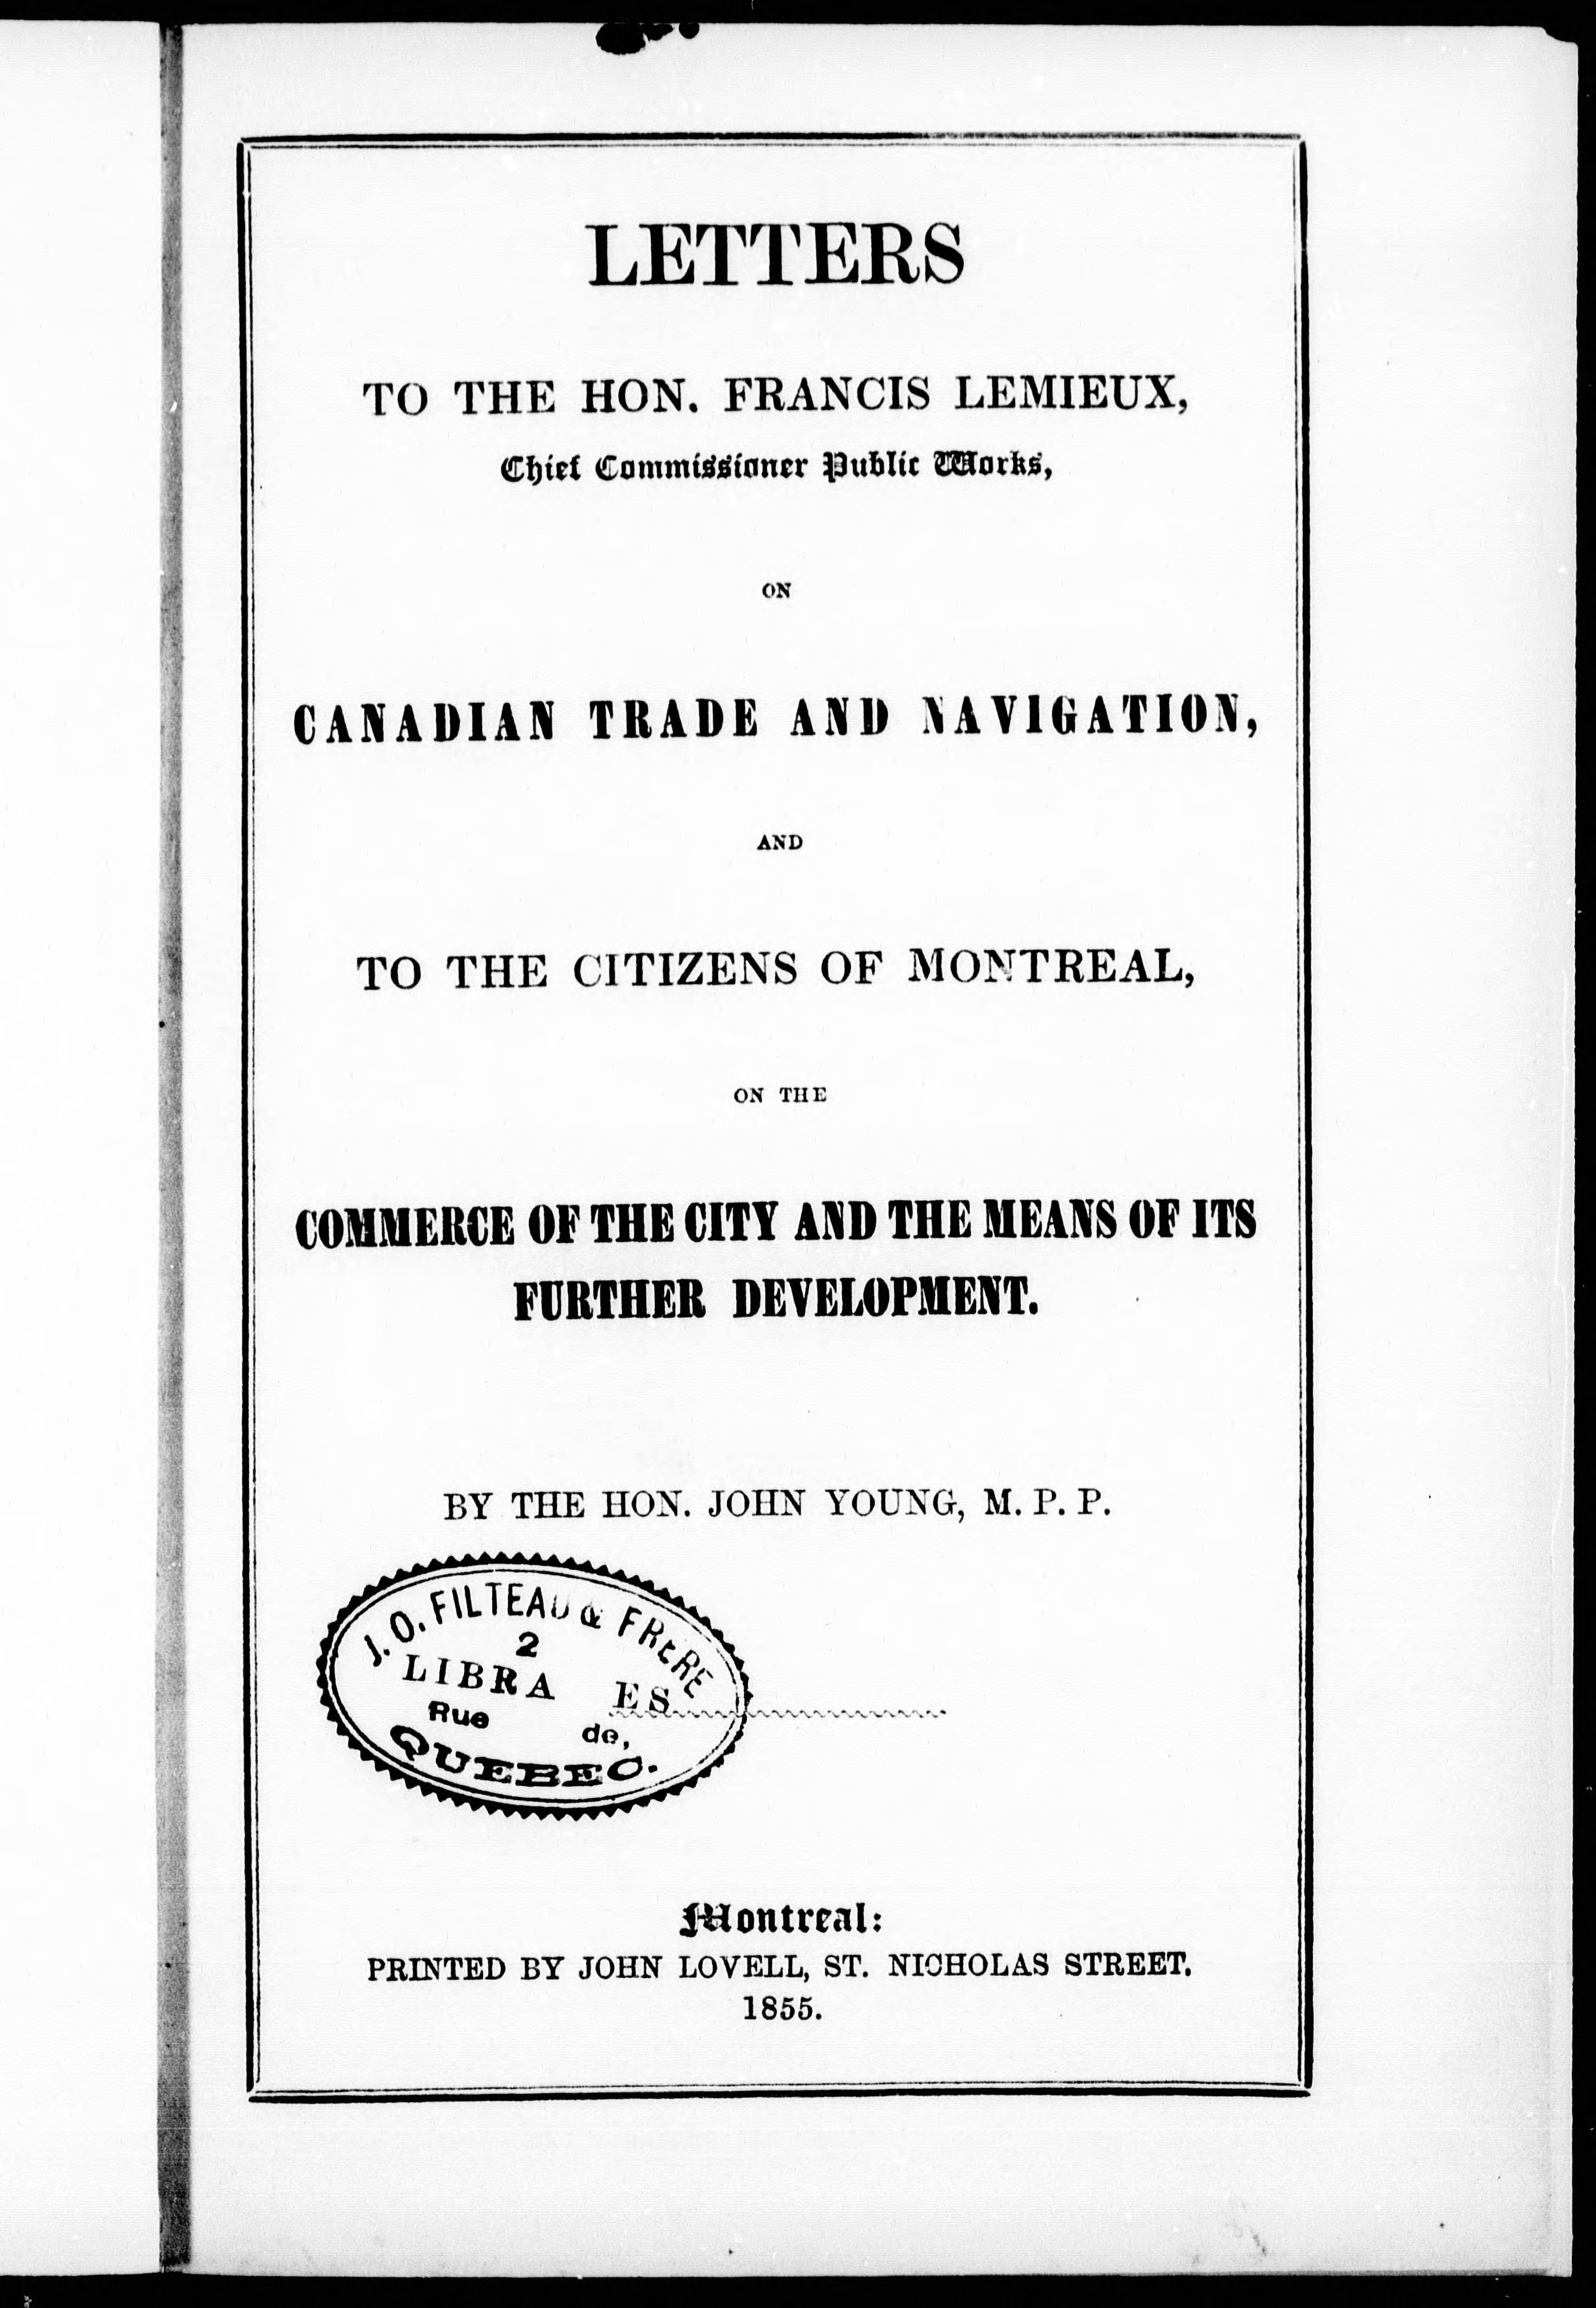 LETTERS
TO THE HON. FRANCIS LEMIEUX,
Chief Commissioner Public Works,
ON
CANADIAN TRADE AND NAVIGATION,
AND
TO THE CITIZENS OF MONTREAL,
ON THE
COMMERCE OF THE CITY AND THE MEANS OF ITS
FURTHER DEVELOPMENT.
BY THE HON. JOHN YOUNG, M. P. P.
J. O. FILTEAU & FRERE
2
LIBRA ES
Rue de,
QUEBEC.
Montreal:
PRINTED BY JOHN LOVELL, ST. NICHOLAS STREET.
1855.